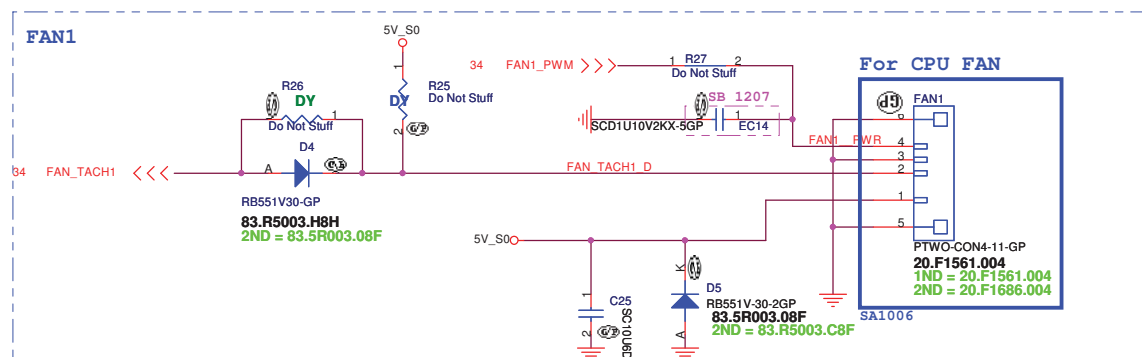 FAN1
5V_S0
1
R25
Do Not Stuff
DY
2
34 FAN1_PWM
1 R27 2
Do Not Stuff
SB 1207
SCD1U10V2KX-5GP
1
EC14
R26
DY
1
Do Not Stuff
D4
A
34 FAN_TACH1
RB551V30-GP
83.R5003.H8H
2ND = 83.5R003.08F
FAN_TACH1_D
For CPU FAN
FAN1
6
FAN1_PWR
4
3
2
1
5
PTWO-CON4-11-GP
20.F1561.004
1ND = 20.F1561.004
2ND = 20.F1686.004
SA1006
5V_S0
1
C25
2
SC10U6D
K
D5
RB551V-30-2GP
83.5R003.08F
2ND = 83.R5003.C8F
A